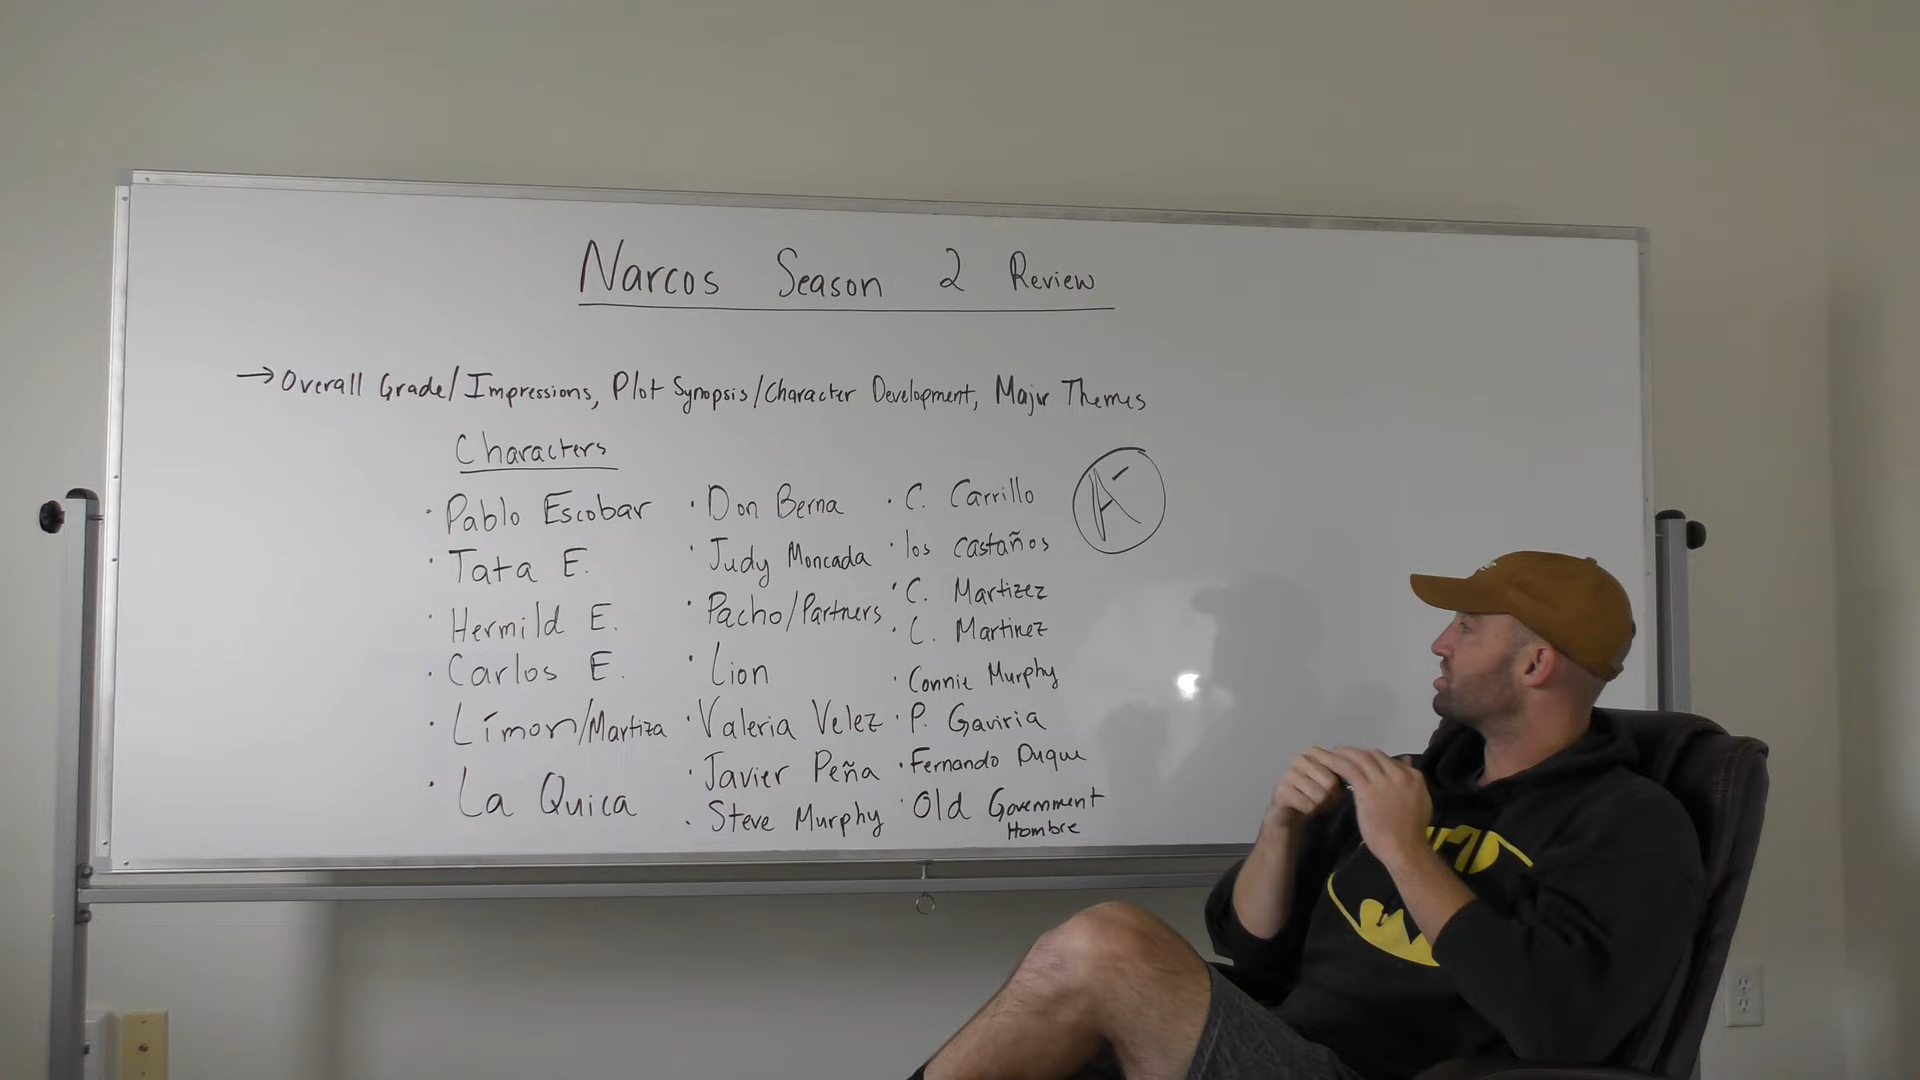 Narcos Season 2 Review
→ Overall Grade/Impressions, Plot Synopsis/Character Development, Major Themes
Characters
· Pablo Escobar
· Tata E.
· Hermild E.
· Carlos E.
· Límon/Martiza
· La Quica
· Don Berna
· Judy Moncada
· Pacho/Partners
· Lion
· Valeria Velez
· Javier Peña
· Steve Murphy
· C. Carrillo
· los castaños
· C. Martizez
· C. Martinez
· Connie Murphy
· P. Gaviria
· Fernando Duque
· Old Government
Hombre
A-